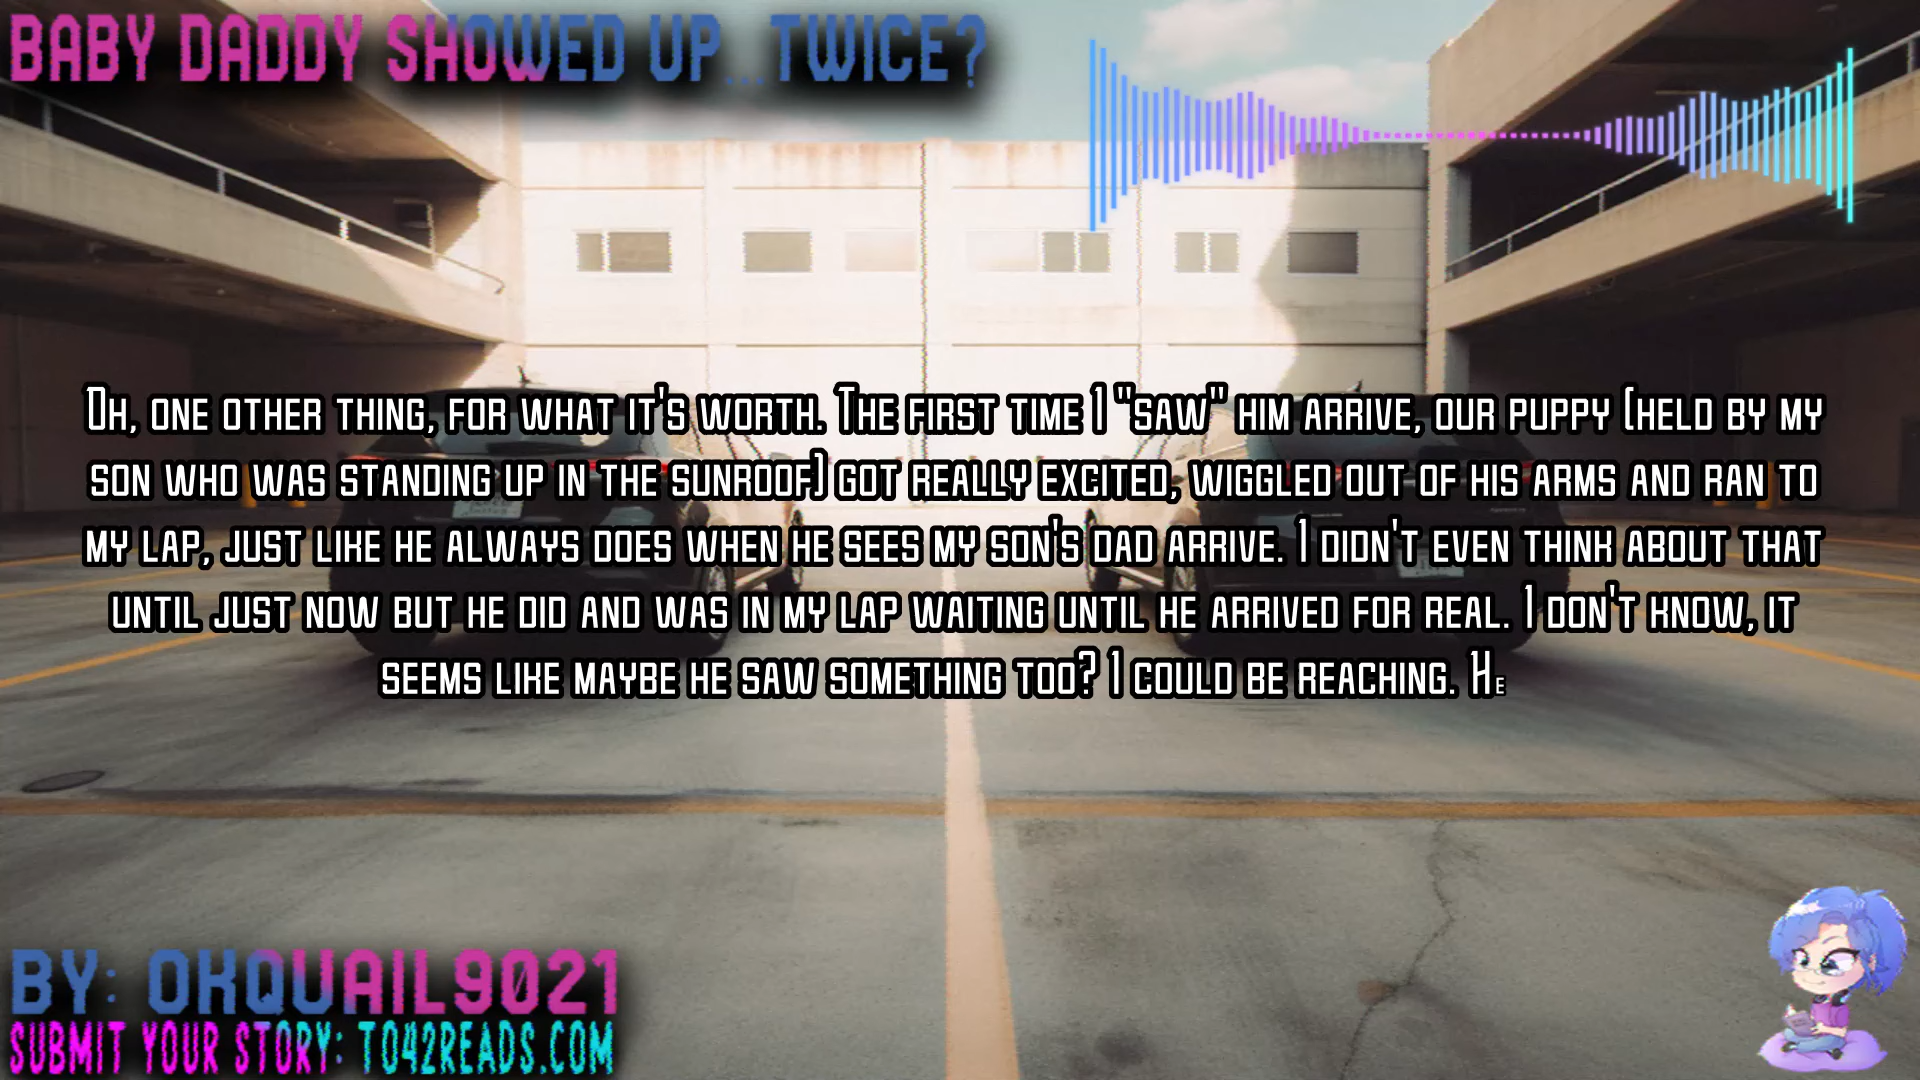 BABY DADDY SHOWED UP...TWICE?
Oh, one other thing, for what it's worth. The first time I "saw" him arrive, our puppy (held by my
son who was standing up in the sunroof) got really excited, wiggled out of his arms and ran to
my lap, just like he always does when he sees my son's dad arrive. I didn't even think about that
until just now but he did and was in my lap waiting until he arrived for real. I don't know, it
seems like maybe he saw something too? I could be reaching. He
BY: OKQUAIL9021
SUBMIT YOUR STORY: TO42READS.COM